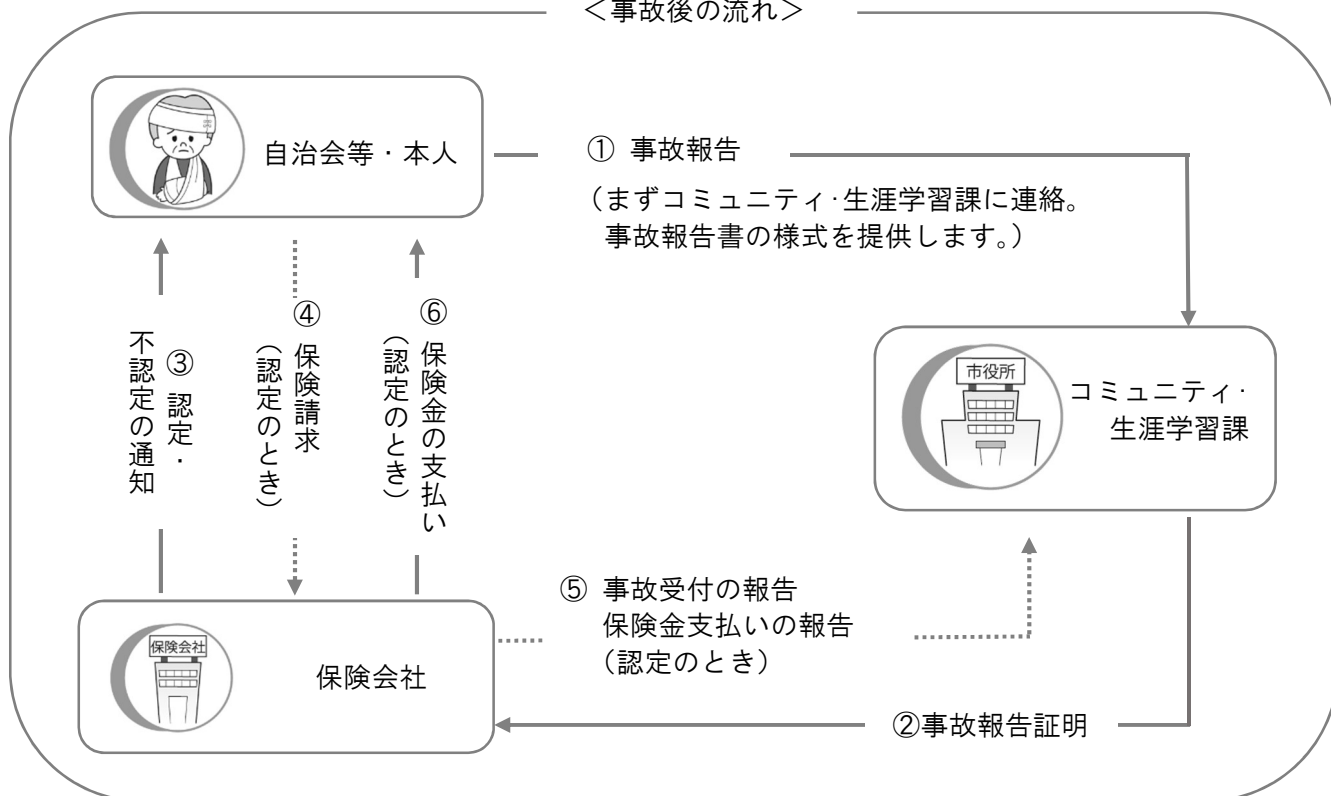 ＜事故後の流れ＞
自治会等・本人
① 事故報告
（まずコミュニティ・生涯学習課に連絡。
事故報告書の様式を提供します。）
③ 認定・
不認定の通知
④ 保険請求
（認定のとき）
⑥ 保険金の支払い
（認定のとき）
市役所
コミュニティ・
生涯学習課
⑤ 事故受付の報告
保険金支払いの報告
（認定のとき）
保険会社
保険会社
②事故報告証明